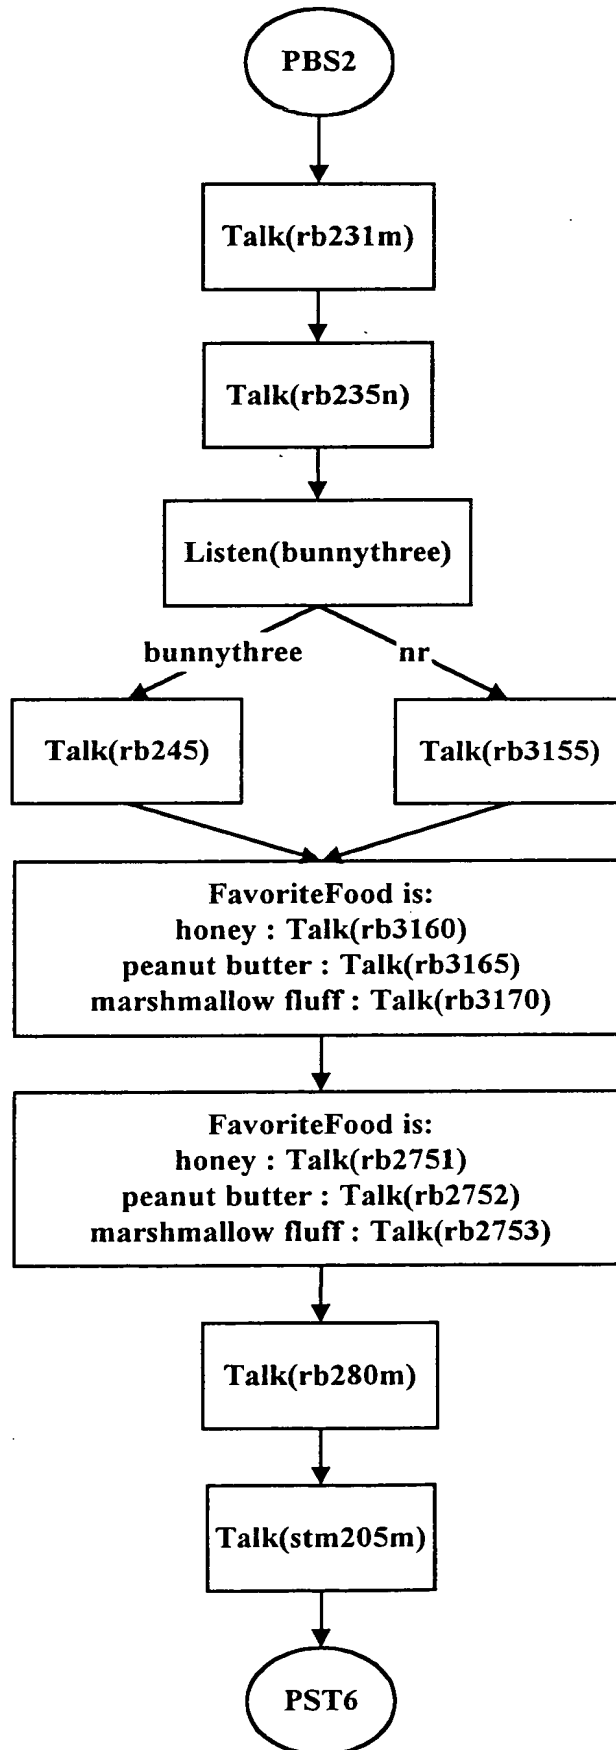 PBS2
Talk(rb231m)
Talk(rb235n)
Listen(bunnythree)
bunnythree
nr
Talk(rb245)
Talk(rb3155)
FavoriteFood is:
honey : Talk(rb3160)
peanut butter : Talk(rb3165)
marshmallow fluff : Talk(rb3170)
FavoriteFood is:
honey : Talk(rb2751)
peanut butter : Talk(rb2752)
marshmallow fluff : Talk(rb2753)
Talk(rb280m)
Talk(stm205m)
PST6